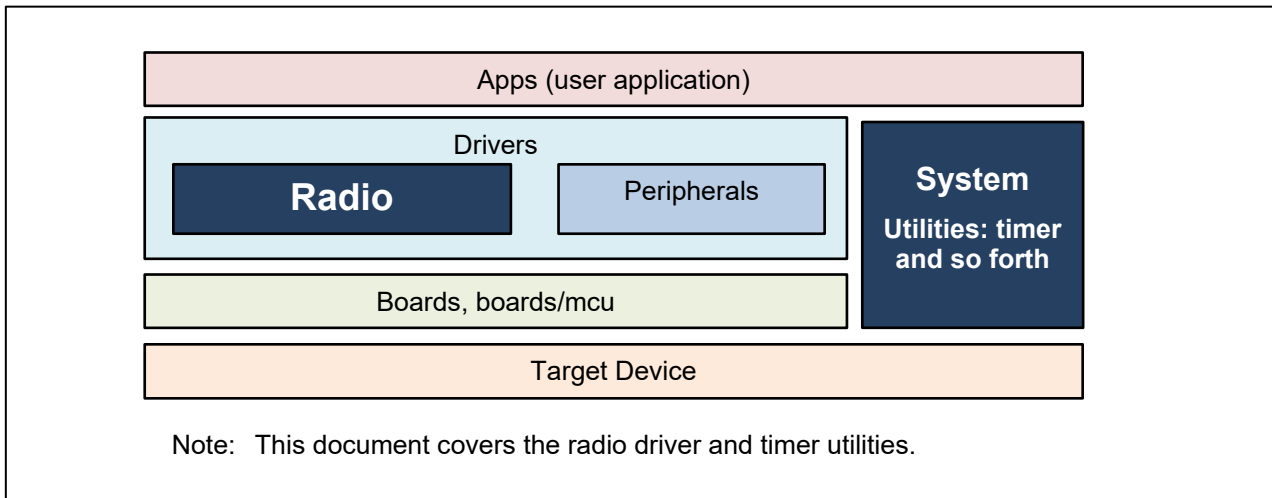 Apps (user application)
Drivers
Radio
Peripherals
System
Utilities: timer
and so forth
Boards, boards/mcu
Target Device
Note: This document covers the radio driver and timer utilities.